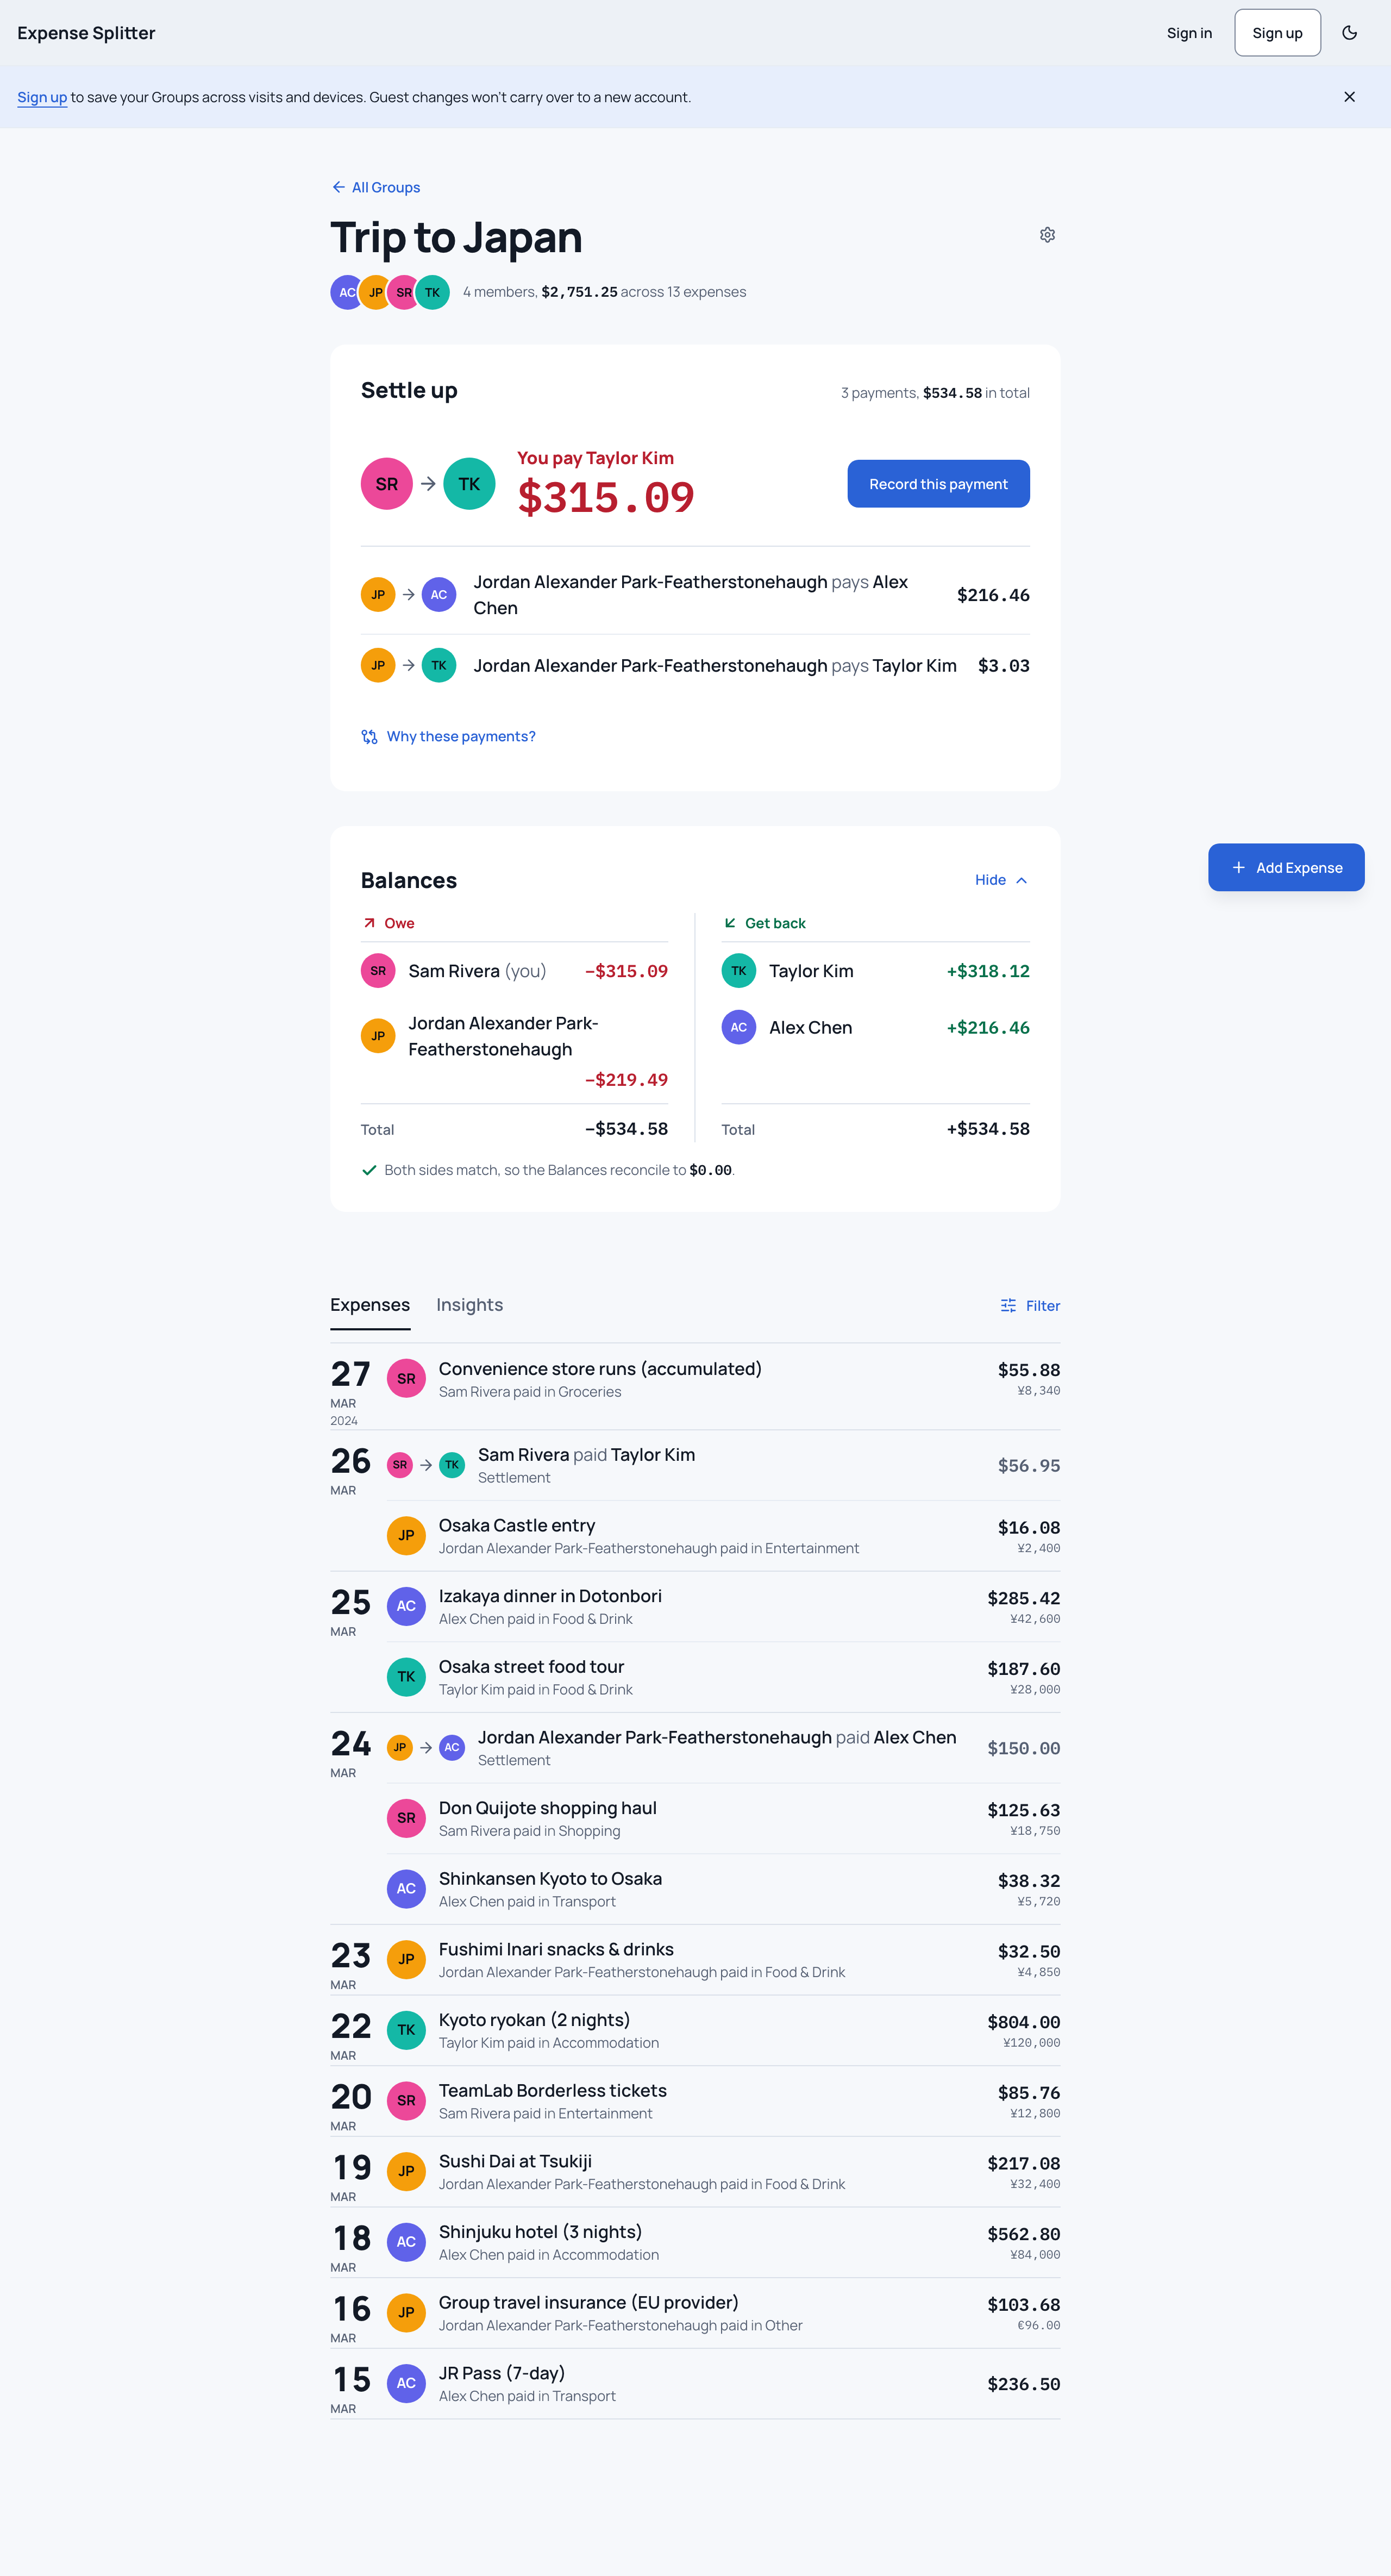 Expense Splitter
Sign in
Sign up
Sign up to save your Groups across visits and devices. Guest changes won't carry over to a new account.
All Groups
Trip to Japan
AC JP SR TK
4 members, $2,751.25 across 13 expenses
Settle up
3 payments, $534.58 in total
SR
TK
You pay Taylor Kim
$315.09
Record this payment
JP
AC
Jordan Alexander Park-Featherstonehaugh pays Alex
Chen
$216.46
JP
TK
Jordan Alexander Park-Featherstonehaugh pays Taylor Kim
$3.03
Why these payments?
Add Expense
Balances
Hide
Owe
SR
Sam Rivera (you)
−$315.09
JP
Jordan Alexander Park-
Featherstonehaugh
−$219.49
Total
−$534.58
Get back
TK
Taylor Kim
+$318.12
AC
Alex Chen
+$216.46
Total
+$534.58
Both sides match, so the Balances reconcile to $0.00.
Expenses
Insights
Filter
27
MAR
2024
SR
Convenience store runs (accumulated)
Sam Rivera paid in Groceries
$55.88
¥8,340
26
MAR
SR
TK
Sam Rivera paid Taylor Kim
Settlement
$56.95
JP
Osaka Castle entry
Jordan Alexander Park-Featherstonehaugh paid in Entertainment
$16.08
¥2,400
25
MAR
AC
Izakaya dinner in Dotonbori
Alex Chen paid in Food & Drink
$285.42
¥42,600
TK
Osaka street food tour
Taylor Kim paid in Food & Drink
$187.60
¥28,000
24
MAR
JP
AC
Jordan Alexander Park-Featherstonehaugh paid Alex Chen
Settlement
$150.00
SR
Don Quijote shopping haul
Sam Rivera paid in Shopping
$125.63
¥18,750
AC
Shinkansen Kyoto to Osaka
Alex Chen paid in Transport
$38.32
¥5,720
23
MAR
JP
Fushimi Inari snacks & drinks
Jordan Alexander Park-Featherstonehaugh paid in Food & Drink
$32.50
¥4,850
22
MAR
TK
Kyoto ryokan (2 nights)
Taylor Kim paid in Accommodation
$804.00
¥120,000
20
MAR
SR
TeamLab Borderless tickets
Sam Rivera paid in Entertainment
$85.76
¥12,800
19
MAR
JP
Sushi Dai at Tsukiji
Jordan Alexander Park-Featherstonehaugh paid in Food & Drink
$217.08
¥32,400
18
MAR
AC
Shinjuku hotel (3 nights)
Alex Chen paid in Accommodation
$562.80
¥84,000
16
MAR
JP
Group travel insurance (EU provider)
Jordan Alexander Park-Featherstonehaugh paid in Other
$103.68
€96.00
15
MAR
AC
JR Pass (7-day)
Alex Chen paid in Transport
$236.50